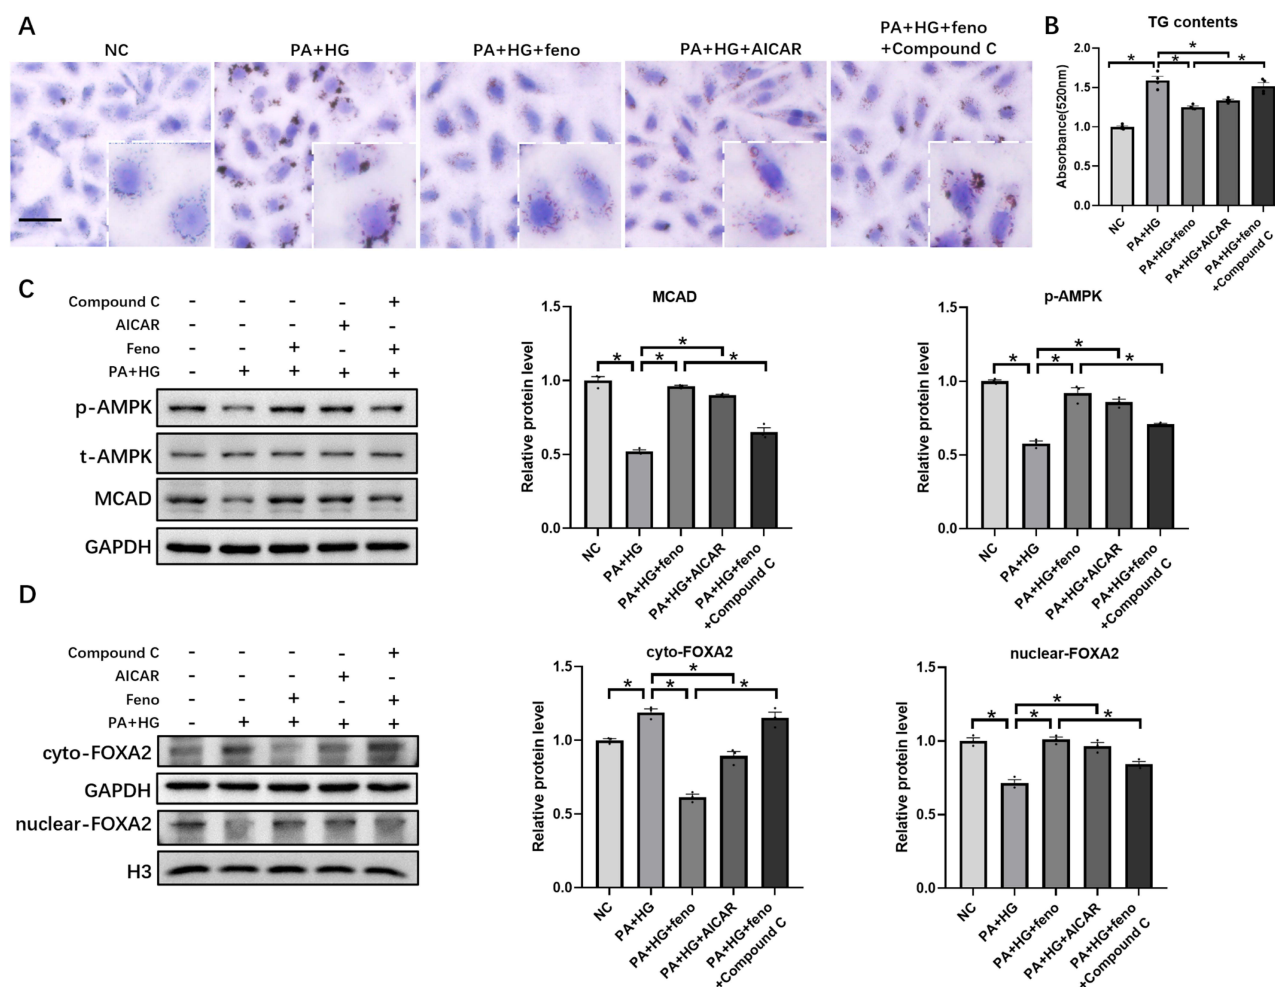 A
NC
PA+HG
PA+HG+feno
PA+HG+AICAR
PA+HG+feno
+Compound C
B
TG contents
Absorbance(520nm)
2.0
1.5
1.0
0.5
0.0
* * * *
NC
PA+HG
PA+HG+feno
PA+HG+AICAR
PA+HG+feno
+Compound C
C
Compound C - - - - +
AICAR - - - + -
Feno - - + - +
PA+HG - + + + +
p-AMPK
t-AMPK
MCAD
GAPDH
MCAD
Relative protein level
1.5
1.0
0.5
0.0
* * * *
NC
PA+HG
PA+HG+feno
PA+HG+AICAR
PA+HG+feno
+Compound C
p-AMPK
Relative protein level
1.5
1.0
0.5
0.0
* * * *
NC
PA+HG
PA+HG+feno
PA+HG+AICAR
PA+HG+feno
+Compound C
D
Compound C - - - - +
AICAR - - - + -
Feno - - + - +
PA+HG - + + + +
cyto-FOXA2
GAPDH
nuclear-FOXA2
H3
cyto-FOXA2
Relative protein level
1.5
1.0
0.5
0.0
* * * *
NC
PA+HG
PA+HG+feno
PA+HG+AICAR
PA+HG+feno
+Compound C
nuclear-FOXA2
Relative protein level
1.5
1.0
0.5
0.0
* * * *
NC
PA+HG
PA+HG+feno
PA+HG+AICAR
PA+HG+feno
+Compound C